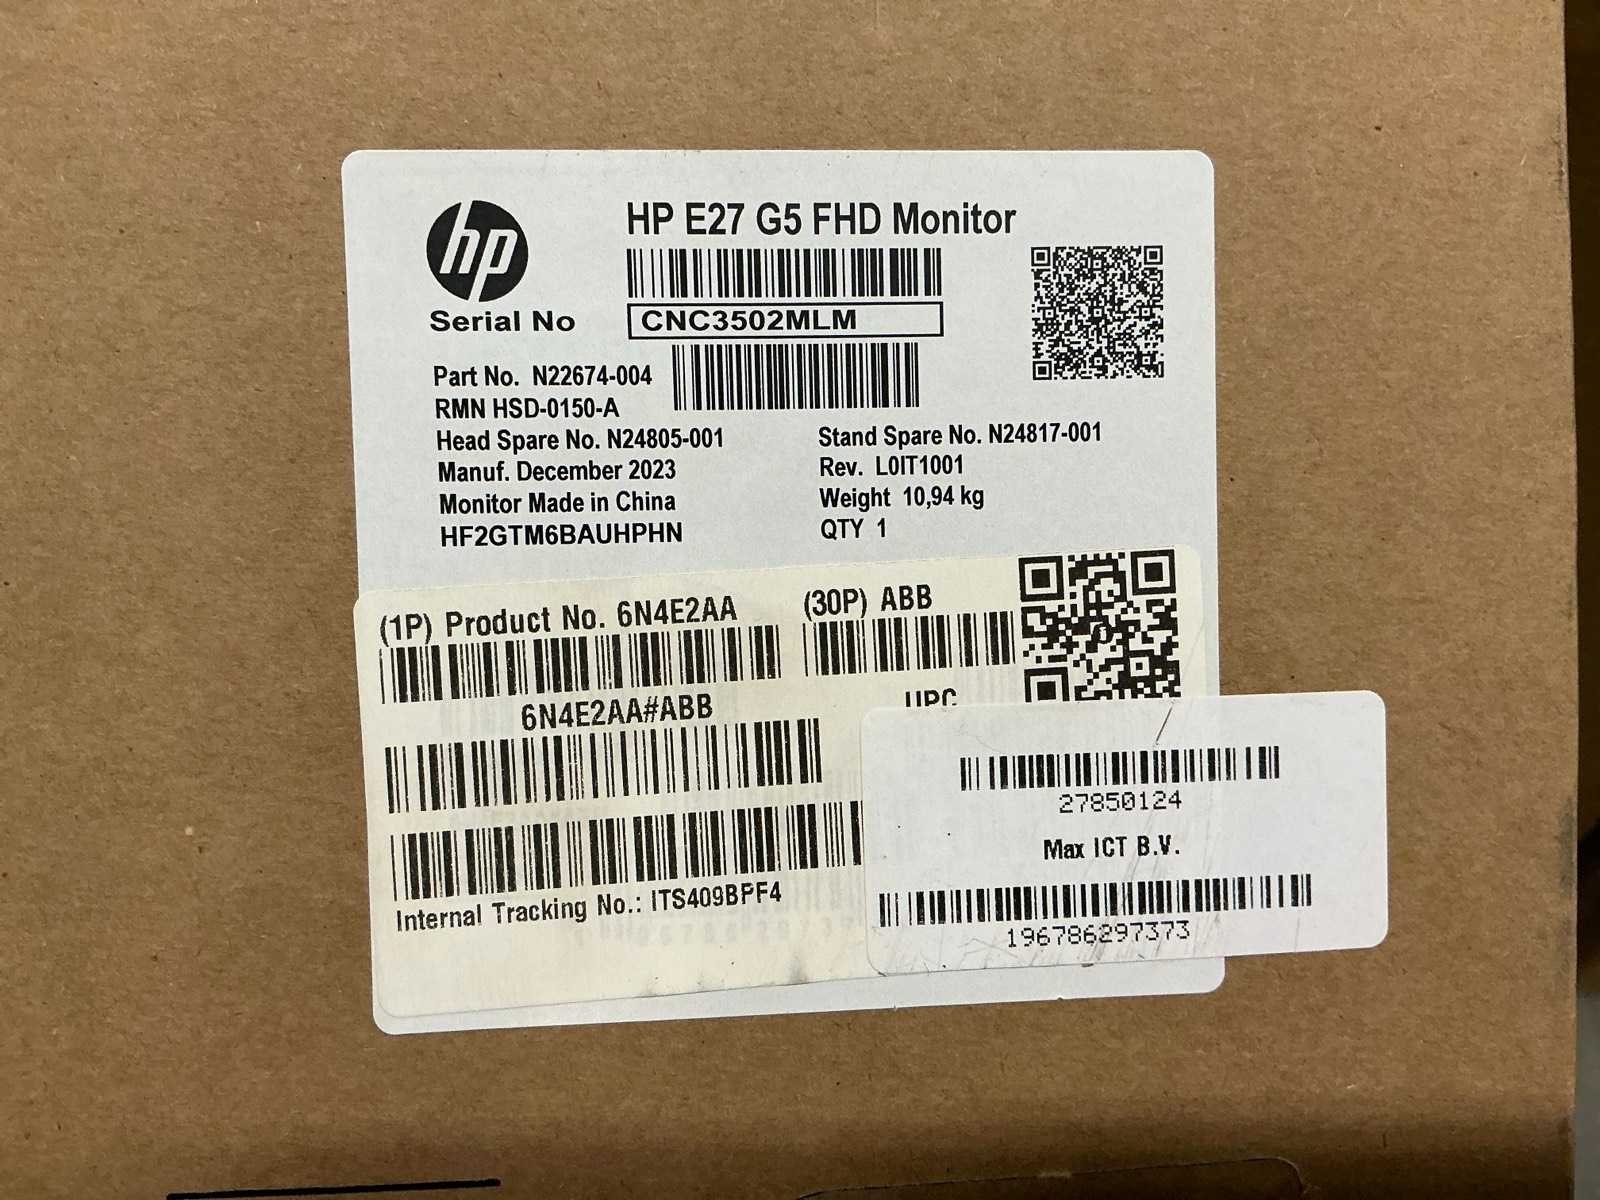 HP E27 G5 FHD Monitor
hp
Serial No CNC3502MLM
Part No. N22674-004
RMN HSD-0150-A
Head Spare No. N24805-001 Stand Spare No. N24817-001
Manuf. December 2023 Rev. L0IT1001
Monitor Made in China Weight 10,94 kg
HF2GTM6BAUHPHN QTY 1
(1P) Product No. 6N4E2AA (30P) ABB
6N4E2AA#ABB UPC
27850124
Max ICT B.V.
Internal Tracking No.: ITS409BPF4
196786297373